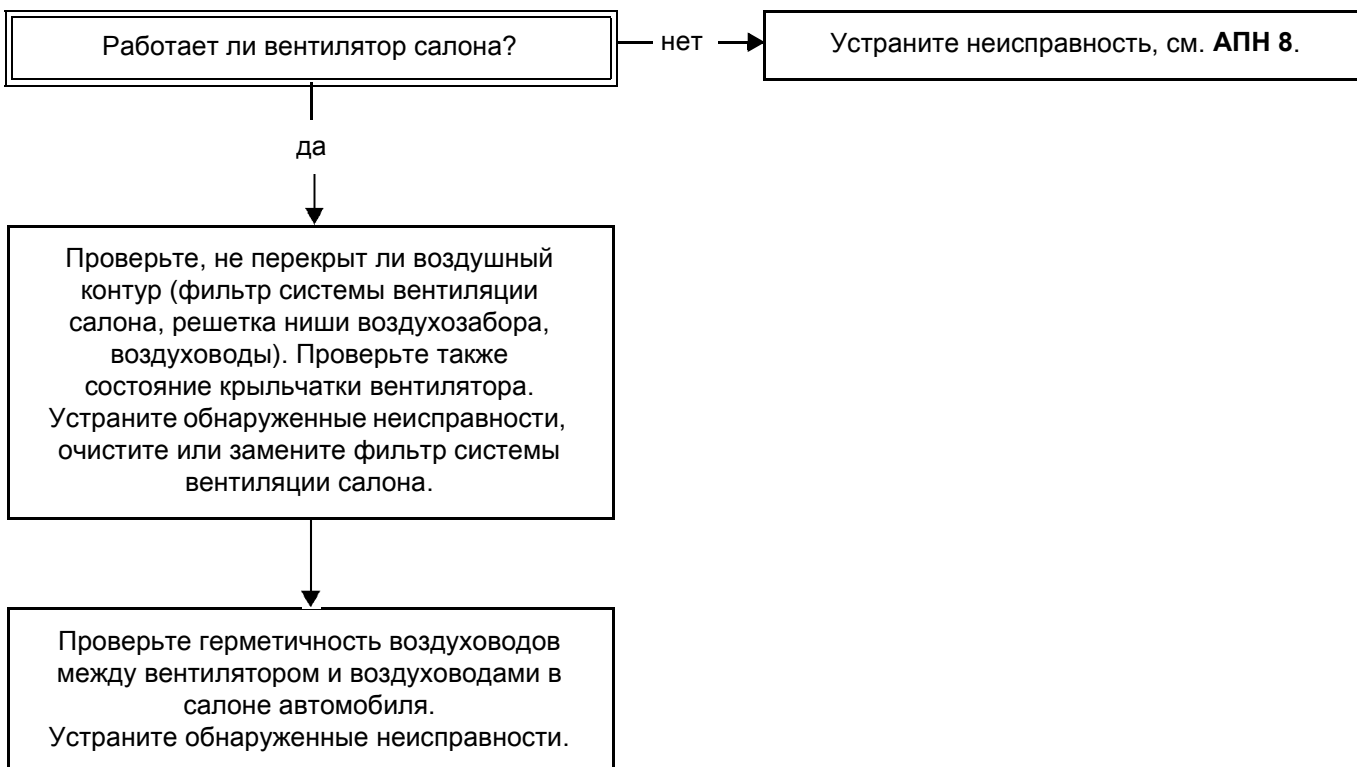 Работает ли вентилятор салона?
нет
Устраните неисправность, см. АПН 8.
да
Проверьте, не перекрыт ли воздушный
контур (фильтр системы вентиляции
салона, решетка ниши воздухозабора,
воздуховоды). Проверьте также
состояние крыльчатки вентилятора.
Устраните обнаруженные неисправности,
очистите или замените фильтр системы
вентиляции салона.
Проверьте герметичность воздуховодов
между вентилятором и воздуховодами в
салоне автомобиля.
Устраните обнаруженные неисправности.